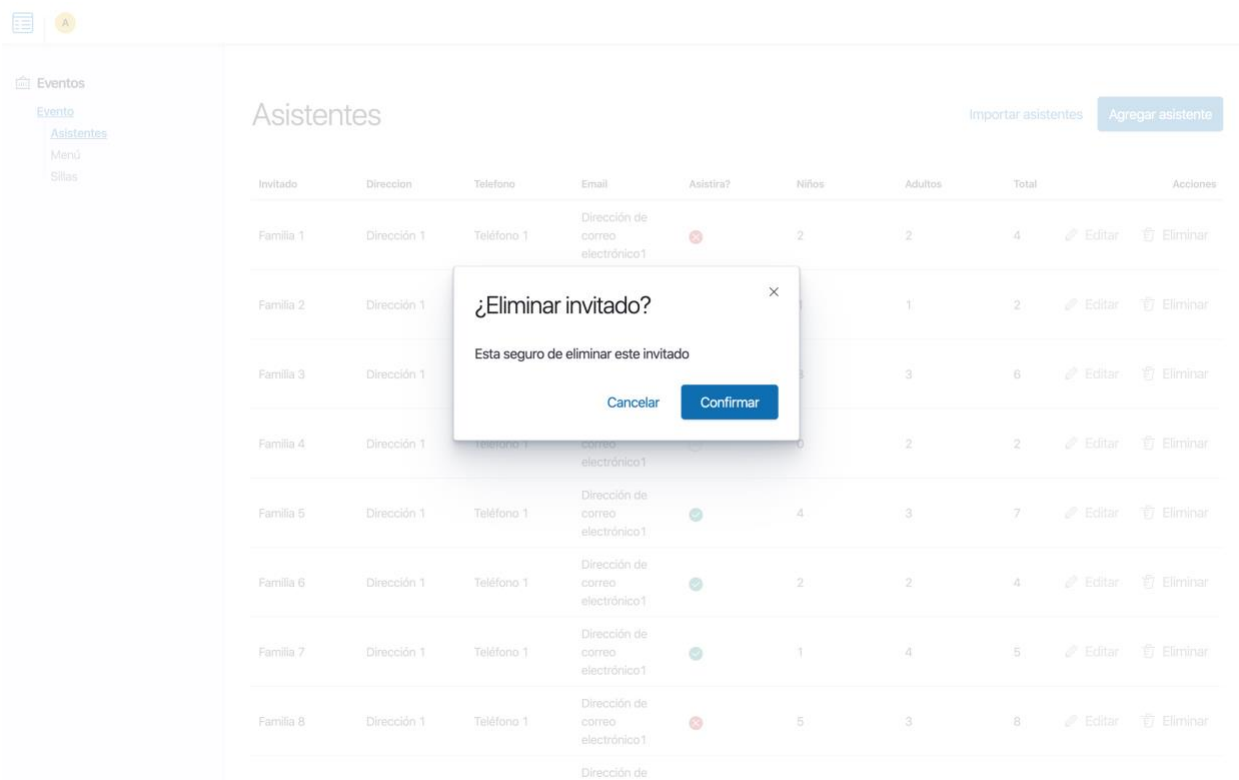 A
Eventos
Evento
Asistentes
Menú
Sillas
Asistentes
Importar asistentes Agregar asistente
Invitado Direccion Telefono Email Asistira? Niños Adultos Total Acciones
Familia 1 Dirección 1 Teléfono 1 Dirección de correo electrónico1 2 2 4 Editar Eliminar
Familia 2 Dirección 1 1 2 Editar Eliminar
Familia 3 Dirección 1 3 6 Editar Eliminar
¿Eliminar invitado?
Esta seguro de eliminar este invitado
Cancelar Confirmar
Familia 4 Dirección 1 Teléfono 1 correo electrónico1 0 2 2 Editar Eliminar
Familia 5 Dirección 1 Teléfono 1 Dirección de correo electrónico1 4 3 7 Editar Eliminar
Familia 6 Dirección 1 Teléfono 1 Dirección de correo electrónico1 2 2 4 Editar Eliminar
Familia 7 Dirección 1 Teléfono 1 Dirección de correo electrónico1 1 4 5 Editar Eliminar
Familia 8 Dirección 1 Teléfono 1 Dirección de correo electrónico1 5 3 8 Editar Eliminar
Dirección de